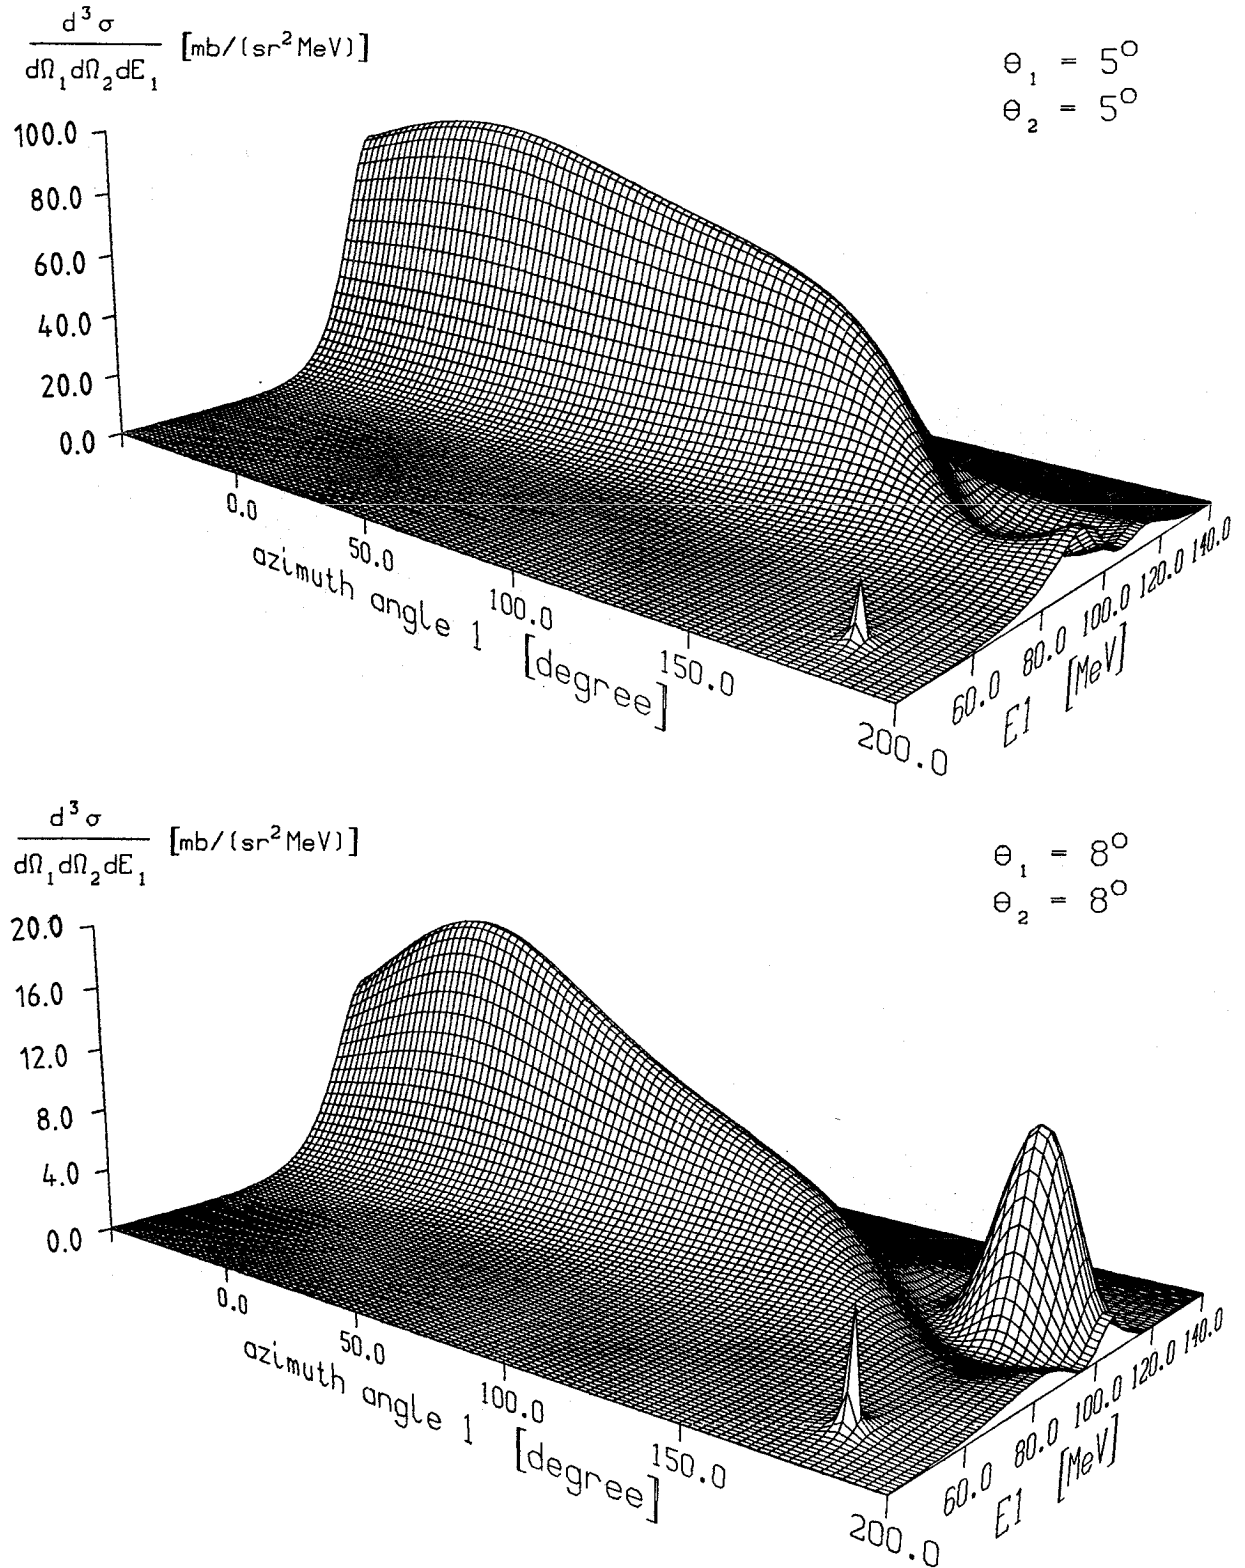 d³σ
dΩ₁dΩ₂dE₁ [mb/(sr²MeV)]
θ₁ = 5°
θ₂ = 5°
100.0
80.0
60.0
40.0
20.0
0.0
0.0
50.0
100.0
150.0
200.0
azimuth angle 1 [degree]
60.0
80.0
100.0
120.0
140.0
E1 [MeV]
d³σ
dΩ₁dΩ₂dE₁ [mb/(sr²MeV)]
θ₁ = 8°
θ₂ = 8°
20.0
16.0
12.0
8.0
4.0
0.0
0.0
50.0
100.0
150.0
200.0
azimuth angle 1 [degree]
60.0
80.0
100.0
120.0
140.0
E1 [MeV]